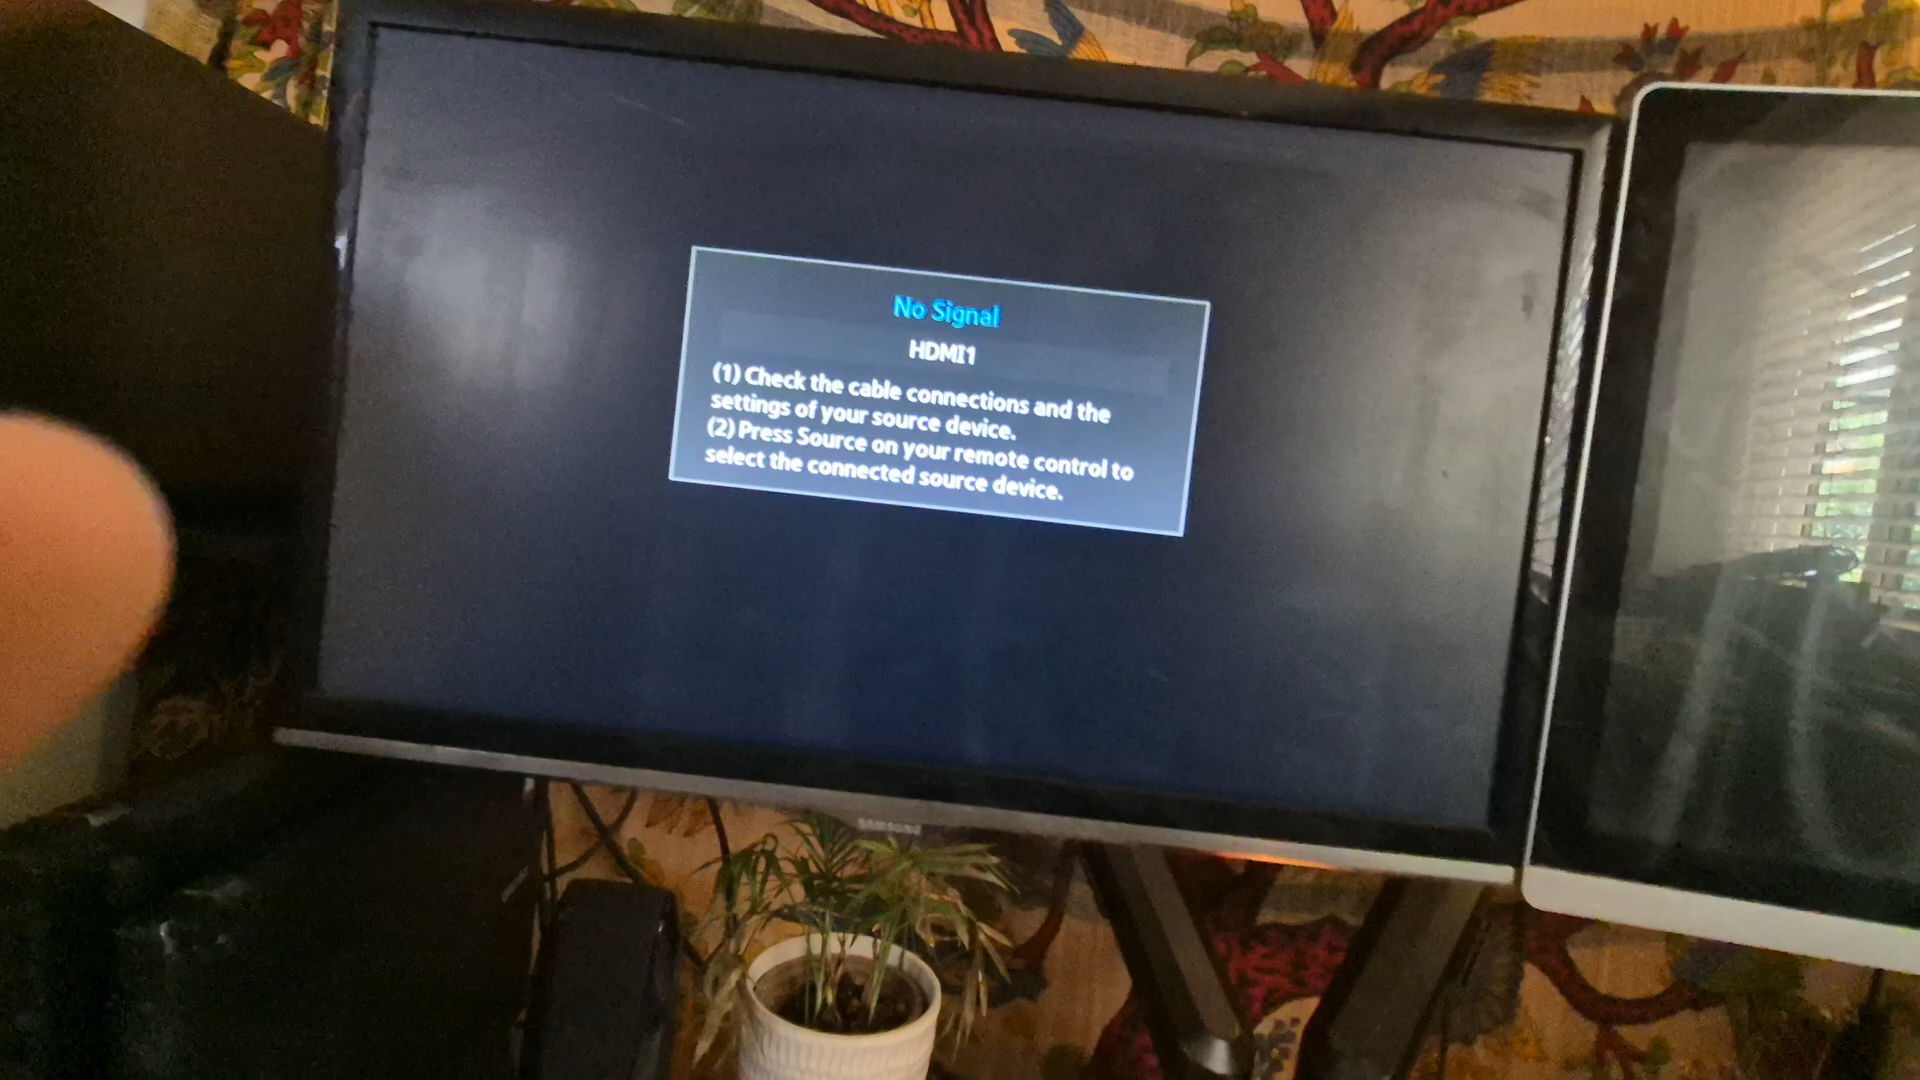 No Signal
HDMI1
(1) Check the cable connections and the
settings of your source device.
(2) Press Source on your remote control to
select the connected source device.
SAMSUNG